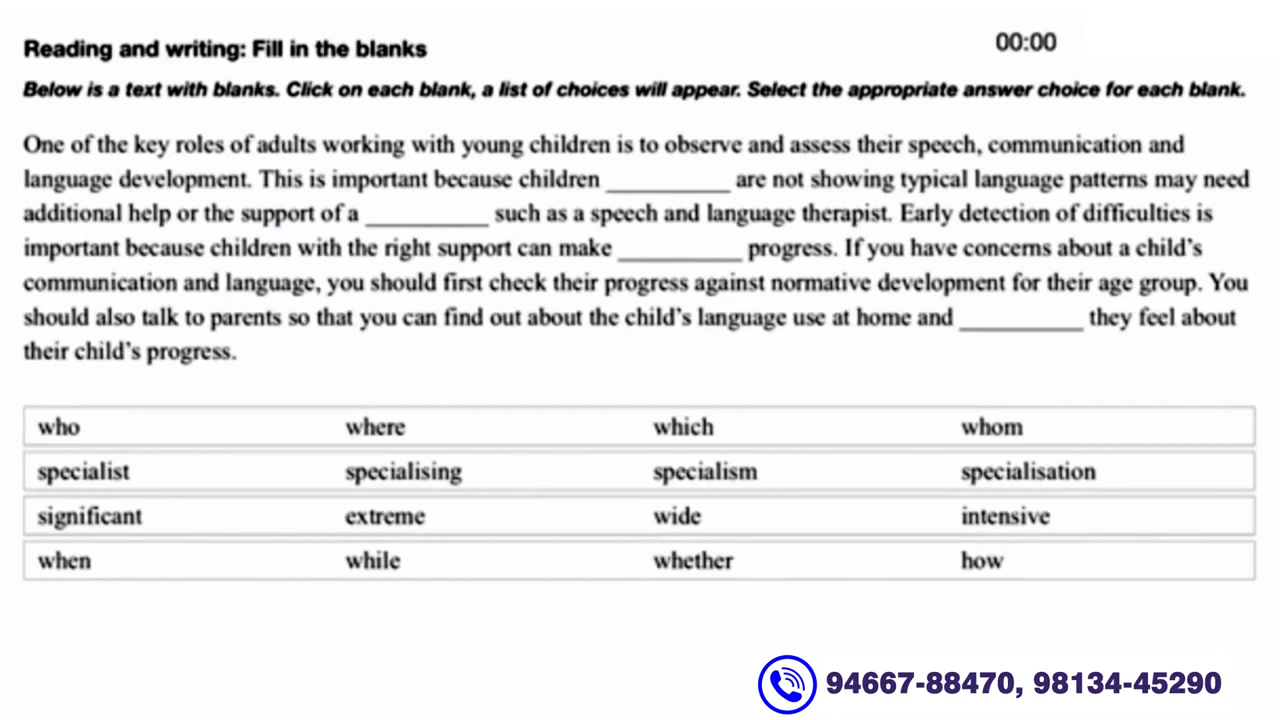 Reading and writing: Fill in the blanks
00:00
Below is a text with blanks. Click on each blank, a list of choices will appear. Select the appropriate answer choice for each blank.
One of the key roles of adults working with young children is to observe and assess their speech, communication and
language development. This is important because children ____________ are not showing typical language patterns may need
additional help or the support of a ____________ such as a speech and language therapist. Early detection of difficulties is
important because children with the right support can make ____________ progress. If you have concerns about a child's
communication and language, you should first check their progress against normative development for their age group. You
should also talk to parents so that you can find out about the child's language use at home and ____________ they feel about
their child's progress.
who where which whom
specialist specialising specialism specialisation
significant extreme wide intensive
when while whether how
94667-88470, 98134-45290